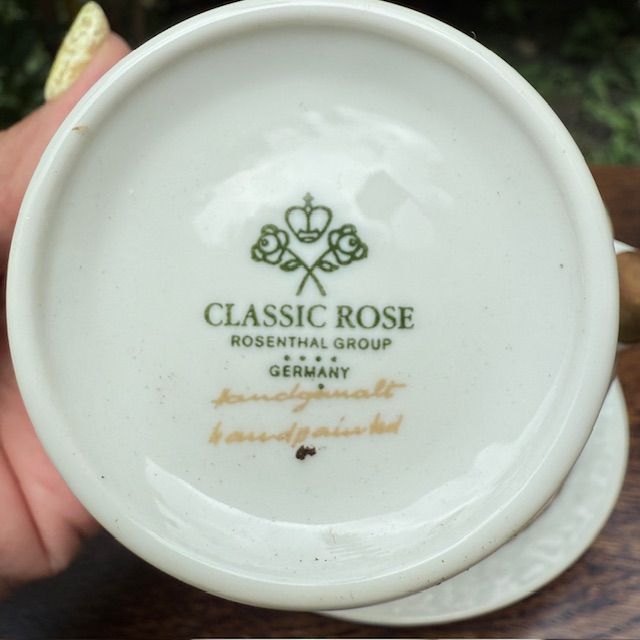 CLASSIC ROSE
ROSENTHAL GROUP
GERMANY
handgemalt
handpainted